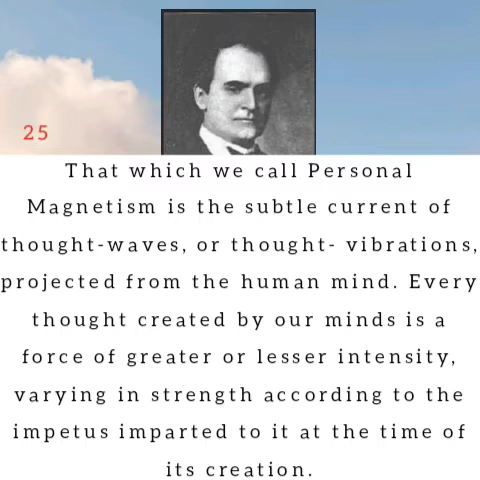 25
That which we call Personal
Magnetism is the subtle current of
thought-waves, or thought- vibrations,
projected from the human mind. Every
thought created by our minds is a
force of greater or lesser intensity,
varying in strength according to the
impetus imparted to it at the time of
its creation.